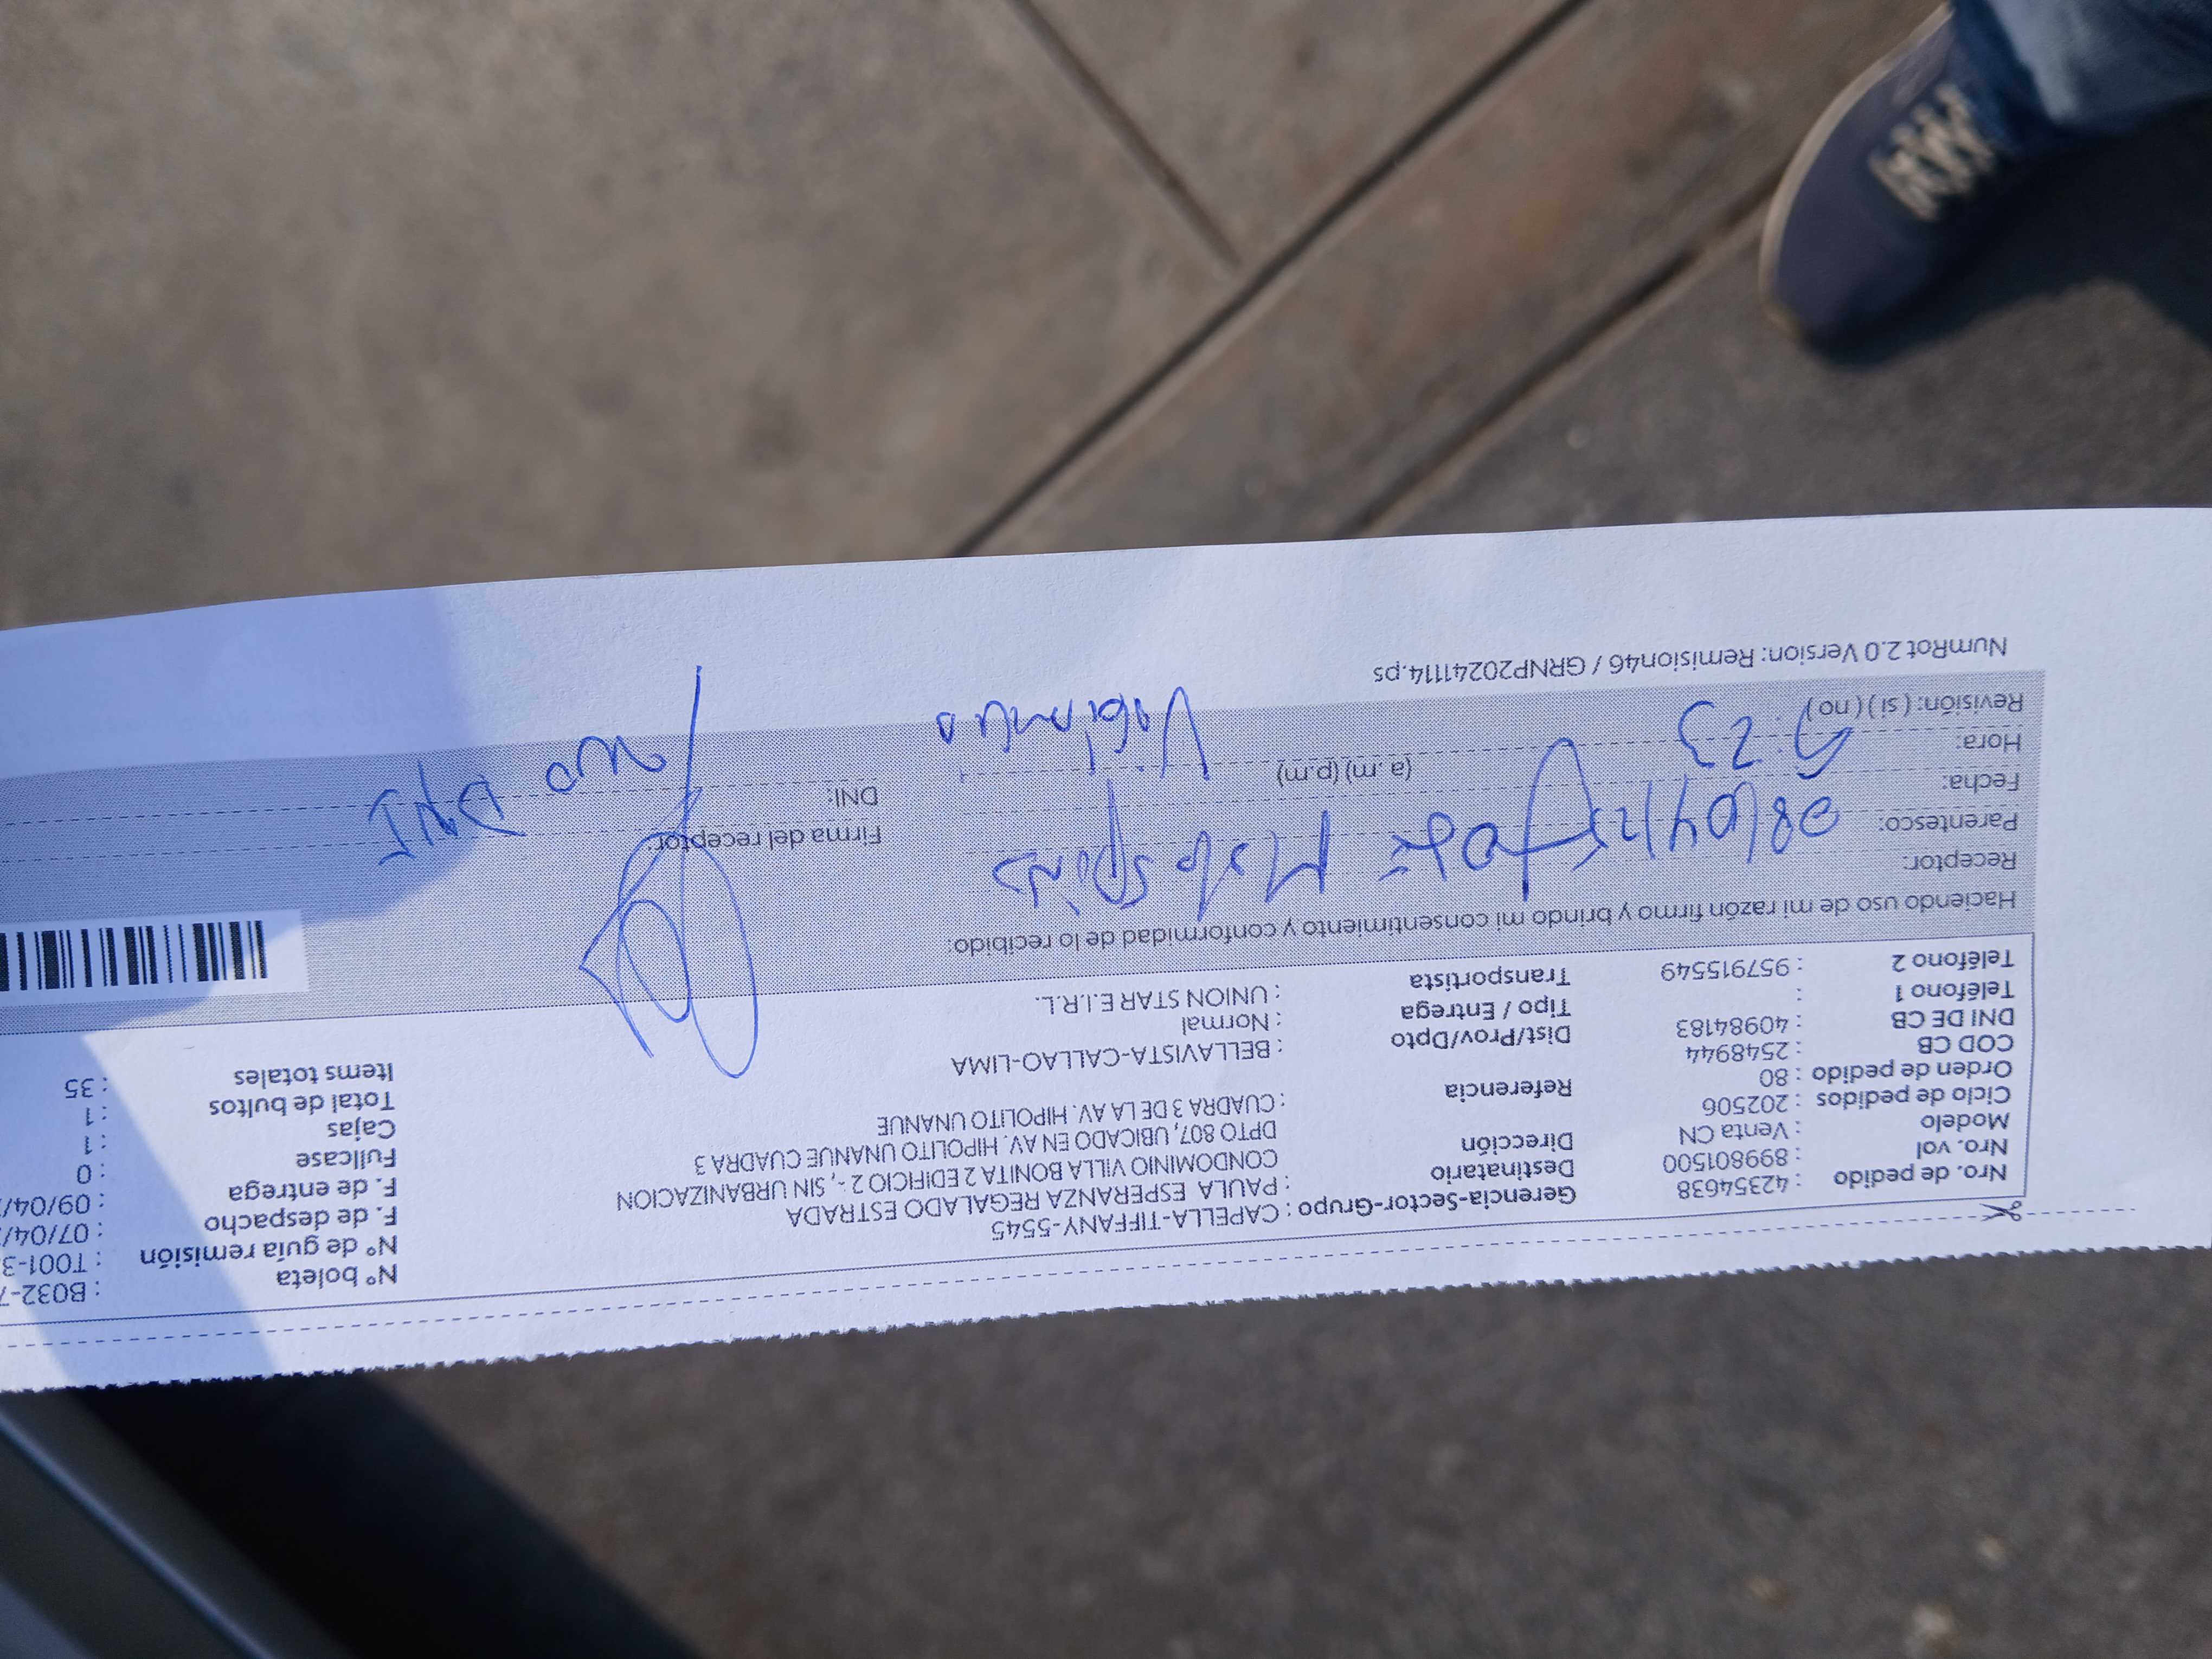 Nº boleta : B032-7
Nº de guía remisión : T001-3
F. de despacho : 07/04/
F. de entrega : 09/04/
Fullcase : 0
Cajas : 1
Total de bultos : 1
Items totales : 35
Gerencia-Sector-Grupo : CAPELLA-TIFFANY-5545
Destinatario : PAULA ESPERANZA REGALADO ESTRADA
Dirección CONDOMINIO VILLA BONITA 2 EDIFICIO 2 -, SIN URBANIZACION
DPTO 807, UBICADO EN AV. HIPOLITO UNANUE CUADRA 3
Referencia : CUADRA 3 DE LA AV. HIPOLITO UNANUE
Dist/Prov/Dpto : BELLAVISTA-CALLAO-LIMA
Tipo / Entrega : Normal
Transportista : UNION STAR E.I.R.L.
Nro. de pedido : 42354638
Nro. vol : 899801500
Modelo : Venta CN
Ciclo de pedidos : 202506
Orden de pedido : 80
COD CB : 2548944
DNI DE CB : 40984183
Teléfono 1 :
Teléfono 2 : 957915549
Haciendo uso de mi razón firmo y brindo mi consentimiento y conformidad de lo recibido:
Receptor:
Parentesco:
Fecha: 08/04/25
Hora: 23 (a. m) (p.m)
Revisión: ( si ) ( no )
Firma del receptor:
DNI: no DNI
NumRot 2.0 Version: Remision46 / GRNP20241114.ps